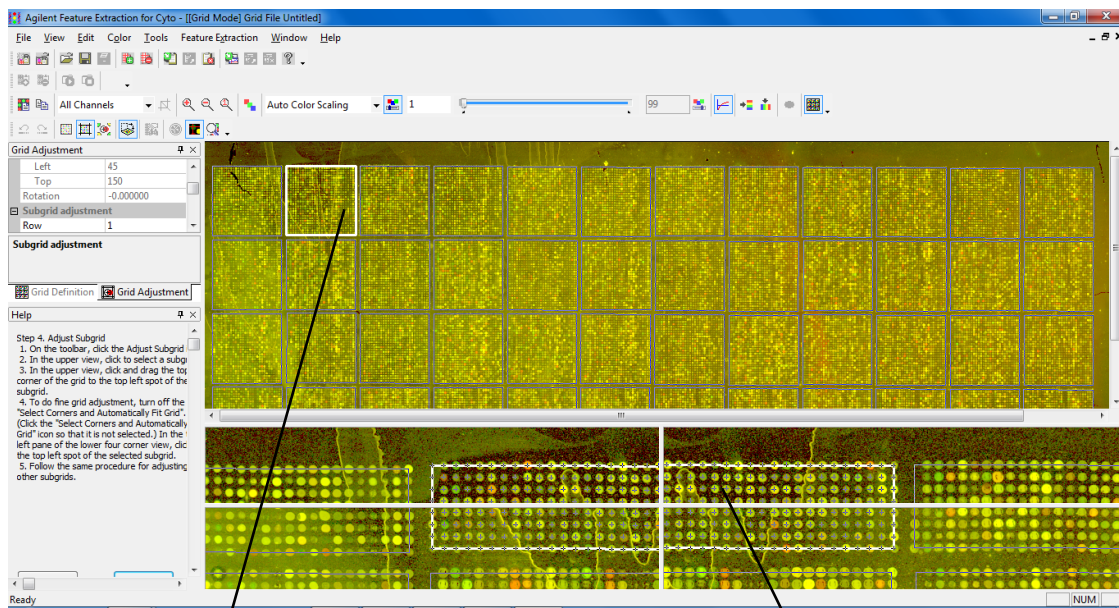 Agilent Feature Extraction for Cyto - [[Grid Mode] Grid File Untitled]
File View Edit Color Tools Feature Extraction Window Help
All Channels Auto Color Scaling 1 99
Grid Adjustment
Left 45
Top 150
Rotation -0.000000
Subgrid adjustment
Row 1
Subgrid adjustment
Grid Definition Grid Adjustment
Help
Step 4. Adjust Subgrid
1. On the toolbar, click the Adjust Subgrid
2. In the upper view, click to select a subgr
3. In the upper view, click and drag the top
corner of the grid to the top left spot of the
subgrid.
4. To do fine grid adjustment, turn off the
"Select Corners and Automatically Fit Grid".
(Click the "Select Corners and Automatically
Grid" icon so that it is not selected.) In the
left pane of the lower four corner view, clic
the top left spot of the selected subgrid.
5. Follow the same procedure for adjusting
other subgrids.
Ready NUM